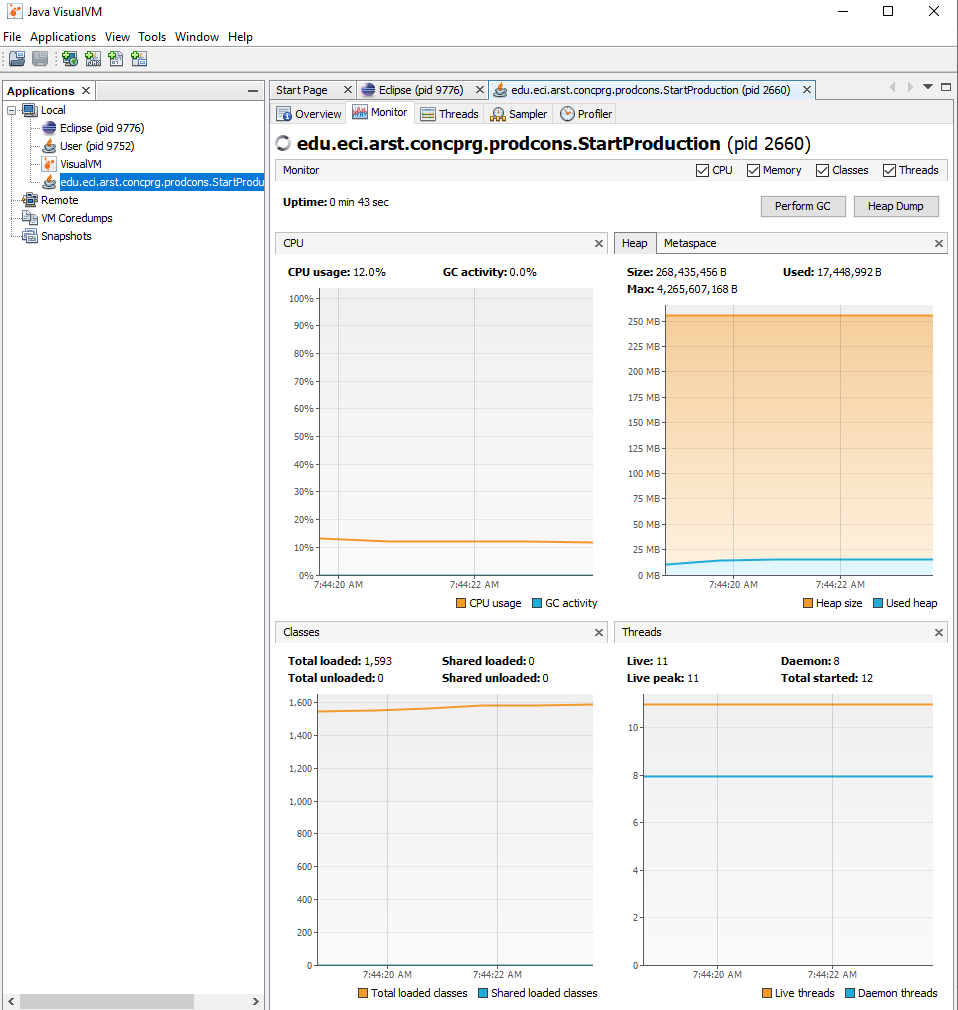 Java VisualVM
File Applications View Tools Window Help
Applications
Local
Eclipse (pid 9776)
User (pid 9752)
VisualVM
edu.eci.arst.concprg.prodcons.StartProdu
Remote
VM Coredumps
Snapshots
Start Page Eclipse (pid 9776) edu.eci.arst.concprg.prodcons.StartProduction (pid 2660)
Overview Monitor Threads Sampler Profiler
edu.eci.arst.concprg.prodcons.StartProduction (pid 2660)
Monitor CPU Memory Classes Threads
Uptime: 0 min 43 sec Perform GC Heap Dump
CPU
CPU usage: 12.0% GC activity: 0.0%
100%
90%
80%
70%
60%
50%
40%
30%
20%
10%
0%
7:44:20 AM 7:44:22 AM
CPU usage GC activity
Heap Metaspace
Size: 268,435,456 B Used: 17,448,992 B
Max: 4,265,607,168 B
250 MB
225 MB
200 MB
175 MB
150 MB
125 MB
100 MB
75 MB
50 MB
25 MB
0 MB
7:44:20 AM 7:44:22 AM
Heap size Used heap
Classes
Total loaded: 1,593 Shared loaded: 0
Total unloaded: 0 Shared unloaded: 0
1,600
1,400
1,200
1,000
800
600
400
200
0
7:44:20 AM 7:44:22 AM
Total loaded classes Shared loaded classes
Threads
Live: 11 Daemon: 8
Live peak: 11 Total started: 12
10
8
6
4
2
0
7:44:20 AM 7:44:22 AM
Live threads Daemon threads